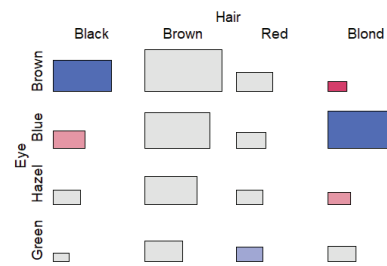 Hair
Black Brown Red Blond
Eye
Brown
Blue
Hazel
Green